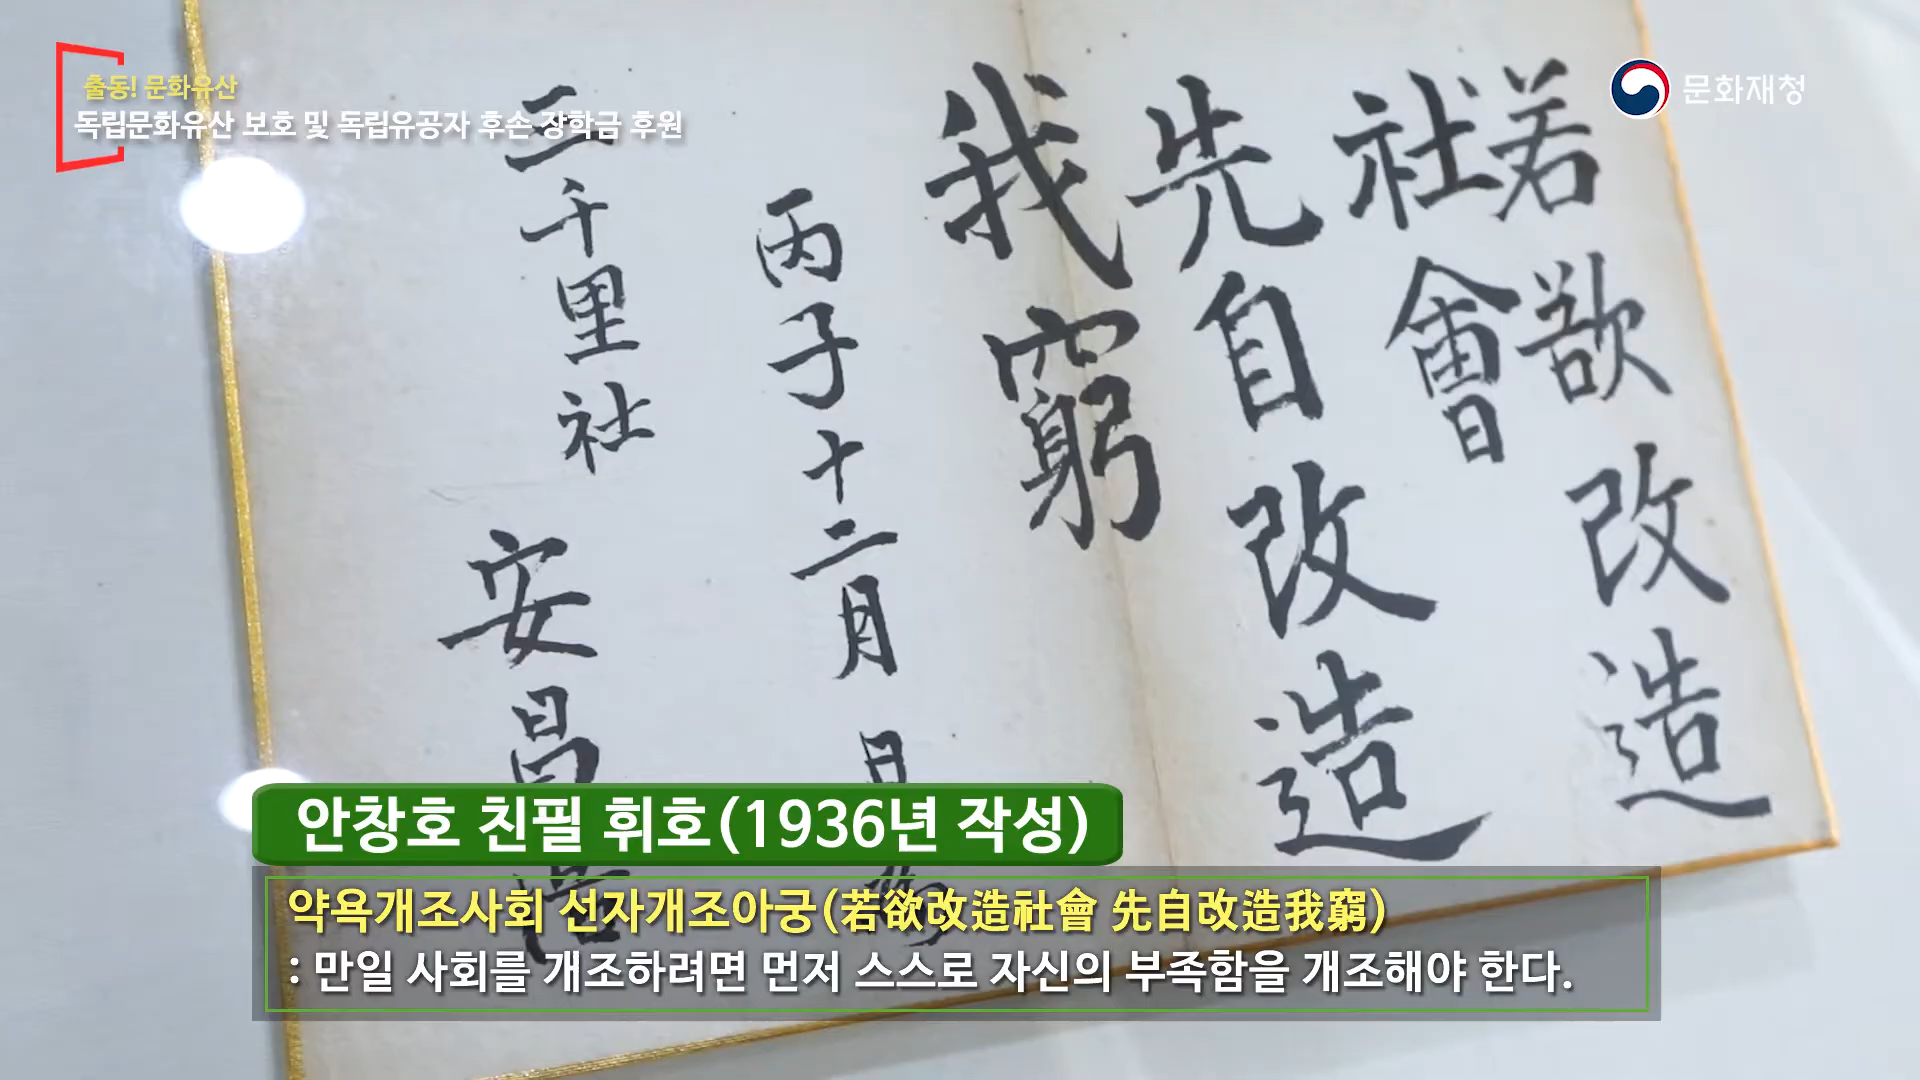 출동! 문화유산
독립문화유산 보호 및 독립유공자 후손 장학금 후원
문화재청
若欲改造
社會
先自改造
我窮
丙子十二月日
三千里社 安昌浩
안창호 친필 휘호(1936년 작성)
약욕개조사회 선자개조아궁(若欲改造社會 先自改造我窮)
: 만일 사회를 개조하려면 먼저 스스로 자신의 부족함을 개조해야 한다.